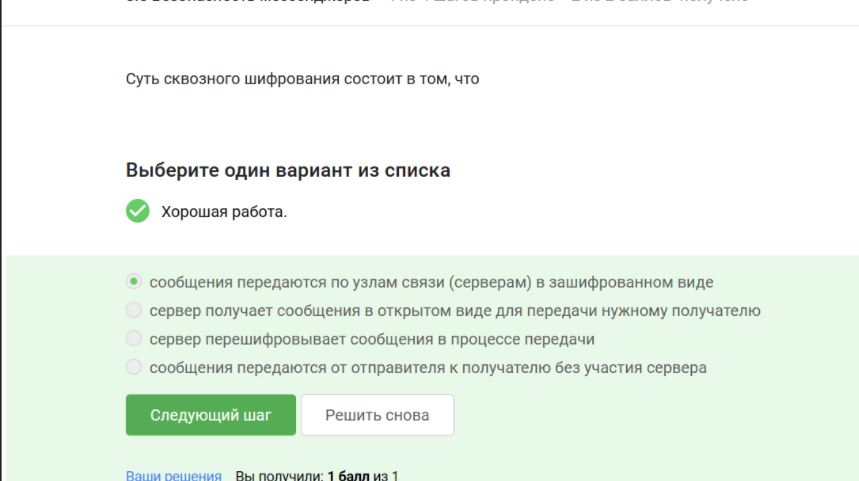 Суть сквозного шифрования состоит в том, что
Выберите один вариант из списка
Хорошая работа.
сообщения передаются по узлам связи (серверам) в зашифрованном виде
сервер получает сообщения в открытом виде для передачи нужному получателю
сервер перешифровывает сообщения в процессе передачи
сообщения передаются от отправителя к получателю без участия сервера
Следующий шаг
Решить снова
Ваши решения Вы получили: 1 балл из 1